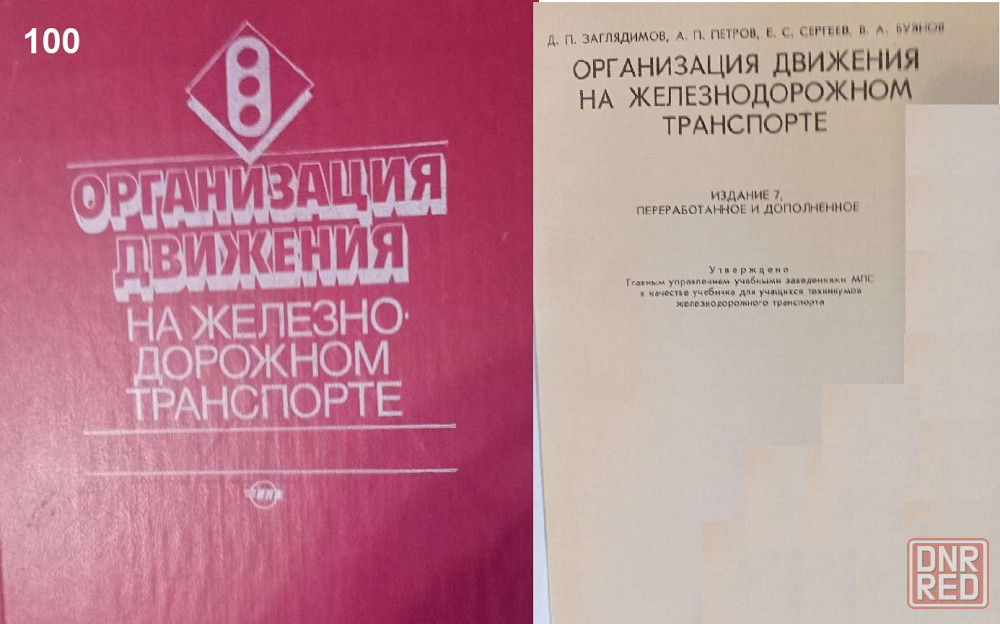 100
ОРГАНИЗАЦИЯ
ДВИЖЕНИЯ
НА ЖЕЛЕЗНО-
ДОРОЖНОМ
ТРАНСПОРТЕ
Д. П. ЗАГЛЯДИМОВ, А. П. ПЕТРОВ, Е. С. СЕРГЕЕВ, В. А. БУЯНОВ
ОРГАНИЗАЦИЯ ДВИЖЕНИЯ
НА ЖЕЛЕЗНОДОРОЖНОМ
ТРАНСПОРТЕ
ИЗДАНИЕ 7,
ПЕРЕРАБОТАННОЕ И ДОПОЛНЕННОЕ
Утверждено
Главным управлением учебными заведениями МПС
в качестве учебника для учащихся техникумов
железнодорожного транспорта
DNR
RED